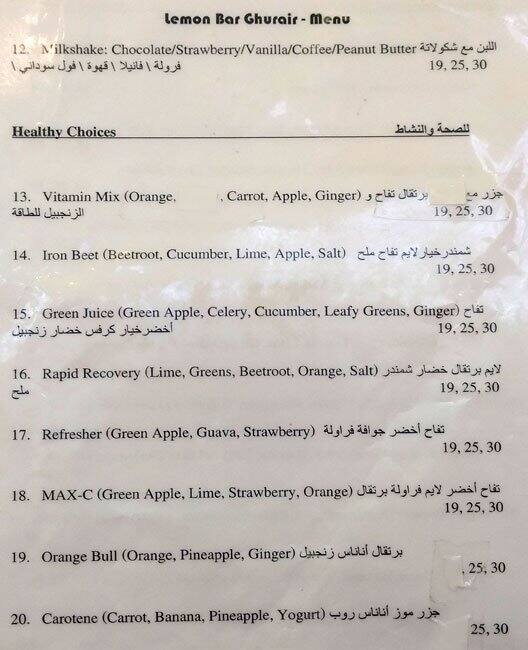 Lemon Bar Ghurair - Menu
12. Milkshake: Chocolate/Strawberry/Vanilla/Coffee/Peanut Butter اللبن مع شكولاتة
فرولة \ فانيلا \ قهوة \ فول سوداني \ 19, 25, 30
Healthy Choices للصحة والنشاط
13. Vitamin Mix (Orange, , Carrot, Apple, Ginger) جزر مع برتقال تفاح و
الزنجبيل للطاقة 19, 25, 30
14. Iron Beet (Beetroot, Cucumber, Lime, Apple, Salt) شمندرخيارلايم تفاح ملح
19, 25, 30
15. Green Juice (Green Apple, Celery, Cucumber, Leafy Greens, Ginger) تفاح
أخضرخيار كرفس خضار زنجبيل 19, 25, 30
16. Rapid Recovery (Lime, Greens, Beetroot, Orange, Salt) لايم برتقال خضار شمندر
ملح 19, 25, 30
17. Refresher (Green Apple, Guava, Strawberry) تفاح أخضر جوافة فراولة
19, 25, 30
18. MAX-C (Green Apple, Lime, Strawberry, Orange) تفاح أخضر لايم فراولة برتقال
19, 25, 30
19. Orange Bull (Orange, Pineapple, Ginger) برتقال أناناس زنجبيل
, 25, 30
20. Carotene (Carrot, Banana, Pineapple, Yogurt) جزر موز أناناس روب
25, 30